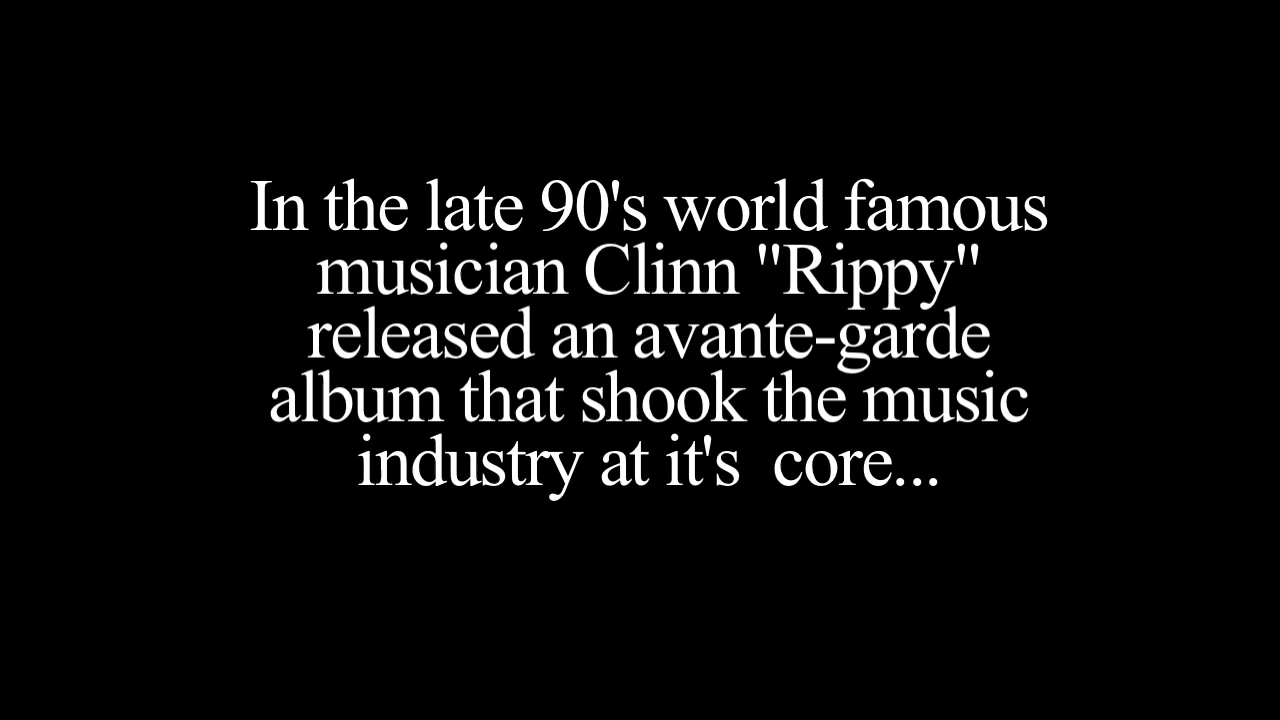 In the late 90's world famous
musician Clinn "Rippy"
released an avante-garde
album that shook the music
industry at it's  core...